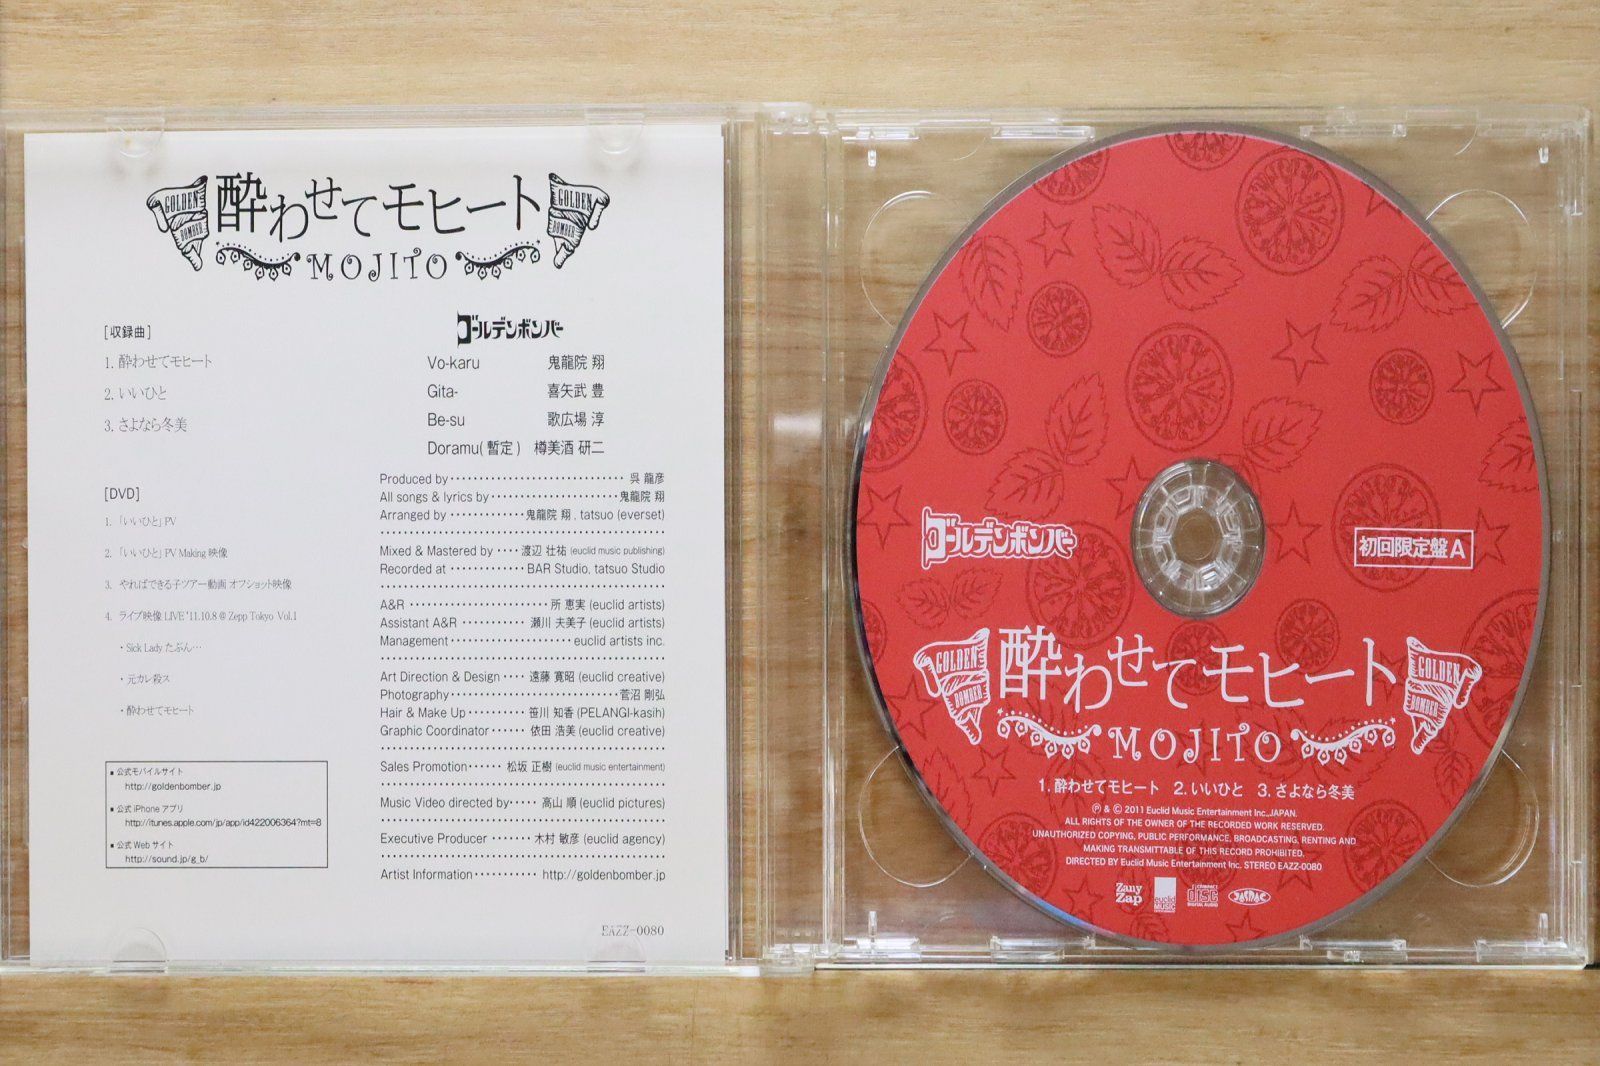 GOLDEN BOMBER
酔わせてモヒート
GOLDEN BOMBER
MOJITO
[収録曲]
1. 酔わせてモヒート
2. いいひと
3. さよなら冬美
[DVD]
1. 「いいひと」PV
2. 「いいひと」PV Making 映像
3. やればできる子ツアー動画 オフショット映像
4. ライブ映像 LIVE '11.10.8 @ Zepp Tokyo Vol.1
・Sick Lady たぶん…
・元カレ殺ス
・酔わせてモヒート
■ 公式モバイルサイト
http://goldenbomber.jp
■ 公式 iPhone アプリ
http://itunes.apple.com/jp/app/id422006364?mt=8
■ 公式 Web サイト
http://sound.jp/g_b/
ゴールデンボンバー
Vo-karu 鬼龍院 翔
Gita- 喜矢武 豊
Be-su 歌広場 淳
Doramu(暫定) 樽美酒 研二
Produced by 呉 龍彦
All songs & lyrics by 鬼龍院 翔
Arranged by 鬼龍院 翔, tatsuo (everset)
Mixed & Mastered by 渡辺 壮祐 (euclid music publishing)
Recorded at BAR Studio, tatsuo Studio
A&R 所 恵実 (euclid artists)
Assistant A&R 瀬川 夫美子 (euclid artists)
Management euclid artists inc.
Art Direction & Design 遠藤 寛昭 (euclid creative)
Photography 菅沼 剛弘
Hair & Make Up 笹川 知香 (PELANGI-kasih)
Graphic Coordinator 依田 浩美 (euclid creative)
Sales Promotion 松坂 正樹 (euclid music entertainment)
Music Video directed by 高山 順 (euclid pictures)
Executive Producer 木村 敏彦 (euclid agency)
Artist Information http://goldenbomber.jp
EAZZ-0080
ゴールデンボンバー
初回限定盤A
GOLDEN BOMBER
酔わせてモヒート
GOLDEN BOMBER
MOJITO
1. 酔わせてモヒート 2. いいひと 3. さよなら冬美
Ⓟ & © 2011 Euclid Music Entertainment Inc.,JAPAN.
ALL RIGHTS OF THE OWNER OF THE RECORDED WORK RESERVED.
UNAUTHORIZED COPYING, PUBLIC PERFORMANCE, BROADCASTING, RENTING AND
MAKING TRANSMITTABLE OF THIS RECORD PROHIBITED.
DIRECTED BY Euclid Music Entertainment Inc. STEREO EAZZ-0080
Zany Zap
euclid MUSIC ENTERTAINMENT
COMPACT disc DIGITAL AUDIO
JASRAC